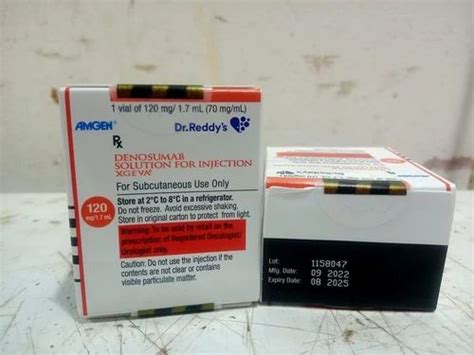 1 vial of 120 mg/ 1.7 mL (70 mg/mL)
AMGEN® Dr.Reddy's
Rx
DENOSUMAB
SOLUTION FOR INJECTION
XGEVA®
For Subcutaneous Use Only
120
mg/1.7 mL
Store at 2°C to 8°C in a refrigerator.
Do not freeze. Avoid excessive shaking.
Store in original carton to protect from light.
Warning: To be sold by retail on the
prescription of Registered Oncologist/
Urologist only.
Caution: Do not use the injection if the
contents are not clear or contains
visible particulate matter.
Lot: 1158047
Mfg. Date: 09 2022
Expiry Date: 08 2025